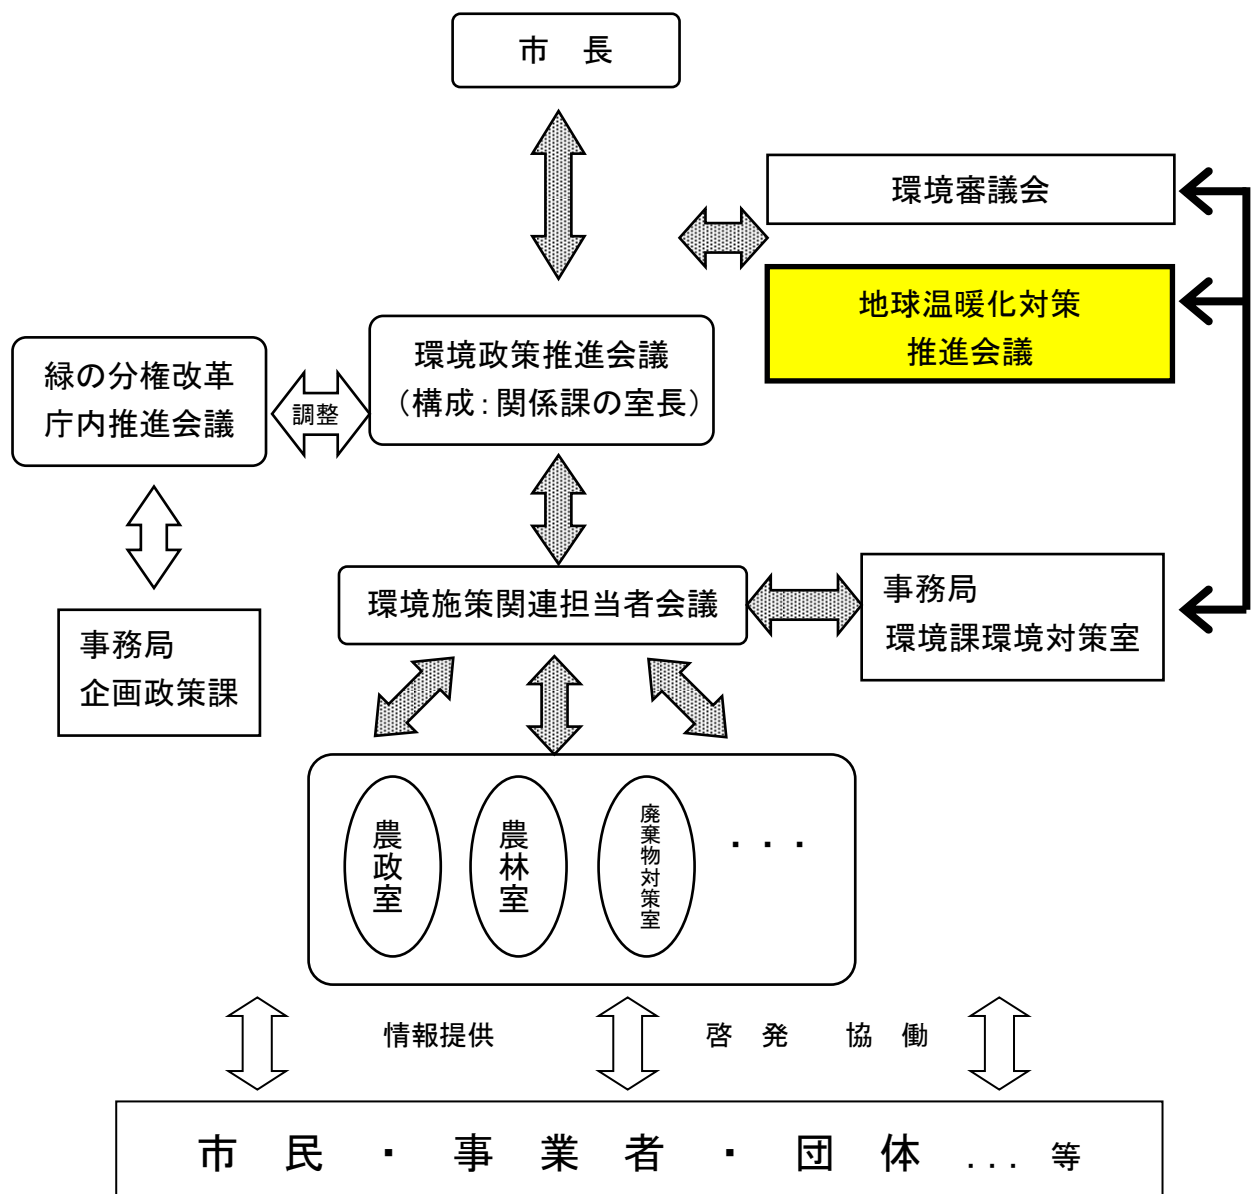 市　長
環境審議会
地球温暖化対策
推進会議
環境政策推進会議
（構成：関係課の室長）
緑の分権改革
庁内推進会議
調整
環境施策関連担当者会議
事務局
環境課環境対策室
事務局
企画政策課
農政室
農林室
廃棄物対策室
・・・
情報提供
啓　発　協　働
市　民　・　事　業　者　・　団　体　...　等